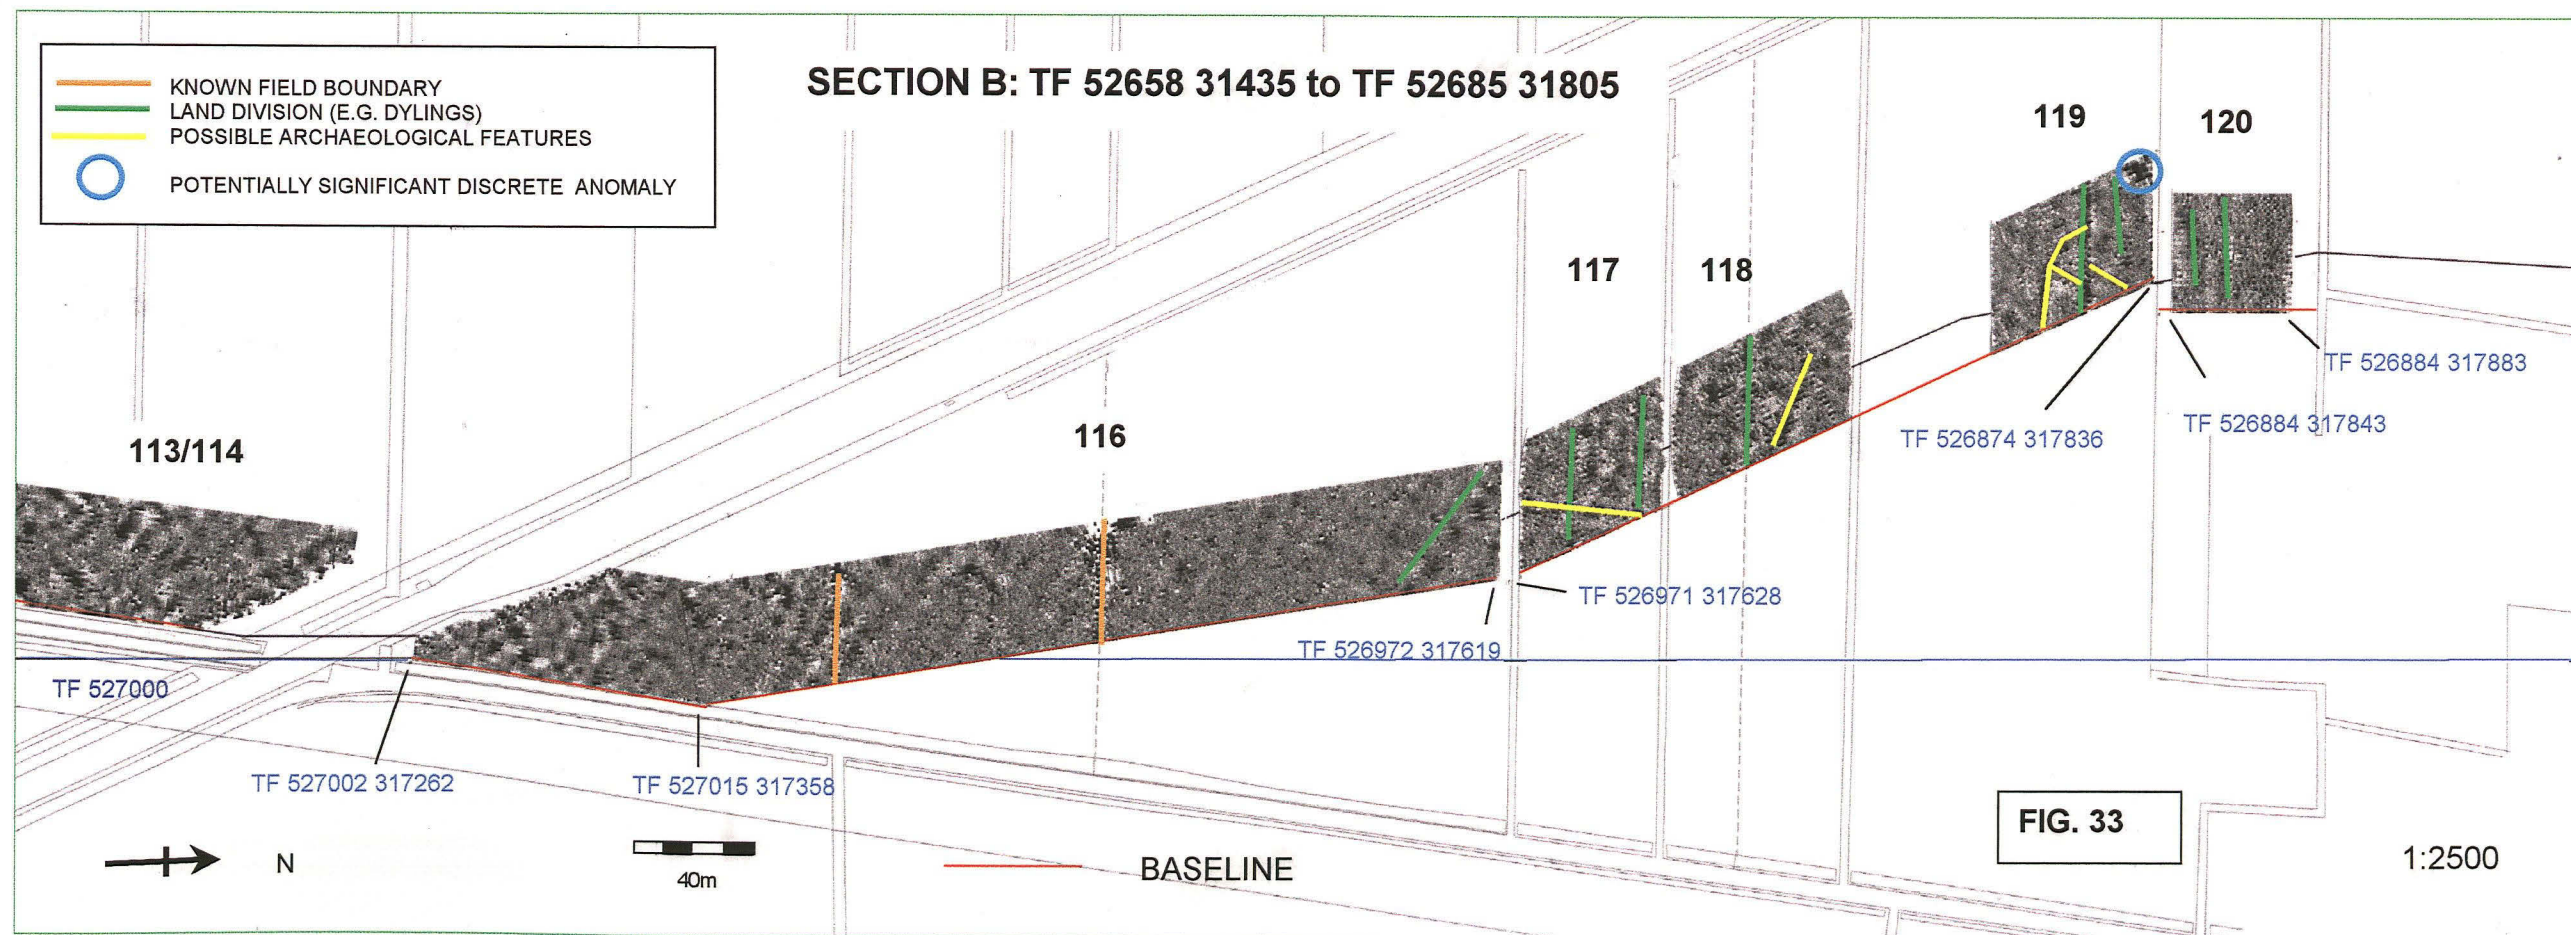 KNOWN FIELD BOUNDARY
LAND DIVISION (E.G. DYLINGS)
POSSIBLE ARCHAEOLOGICAL FEATURES
POTENTIALLY SIGNIFICANT DISCRETE ANOMALY
SECTION B: TF 52658 31435 to TF 52685 31805
119
120
117
118
TF 526884 317883
TF 526884 317843
TF 526874 317836
116
113/114
TF 526971 317628
TF 526972 317619
TF 527000
TF 527002 317262
TF 527015 317358
FIG. 33
N
40m
BASELINE
1:2500